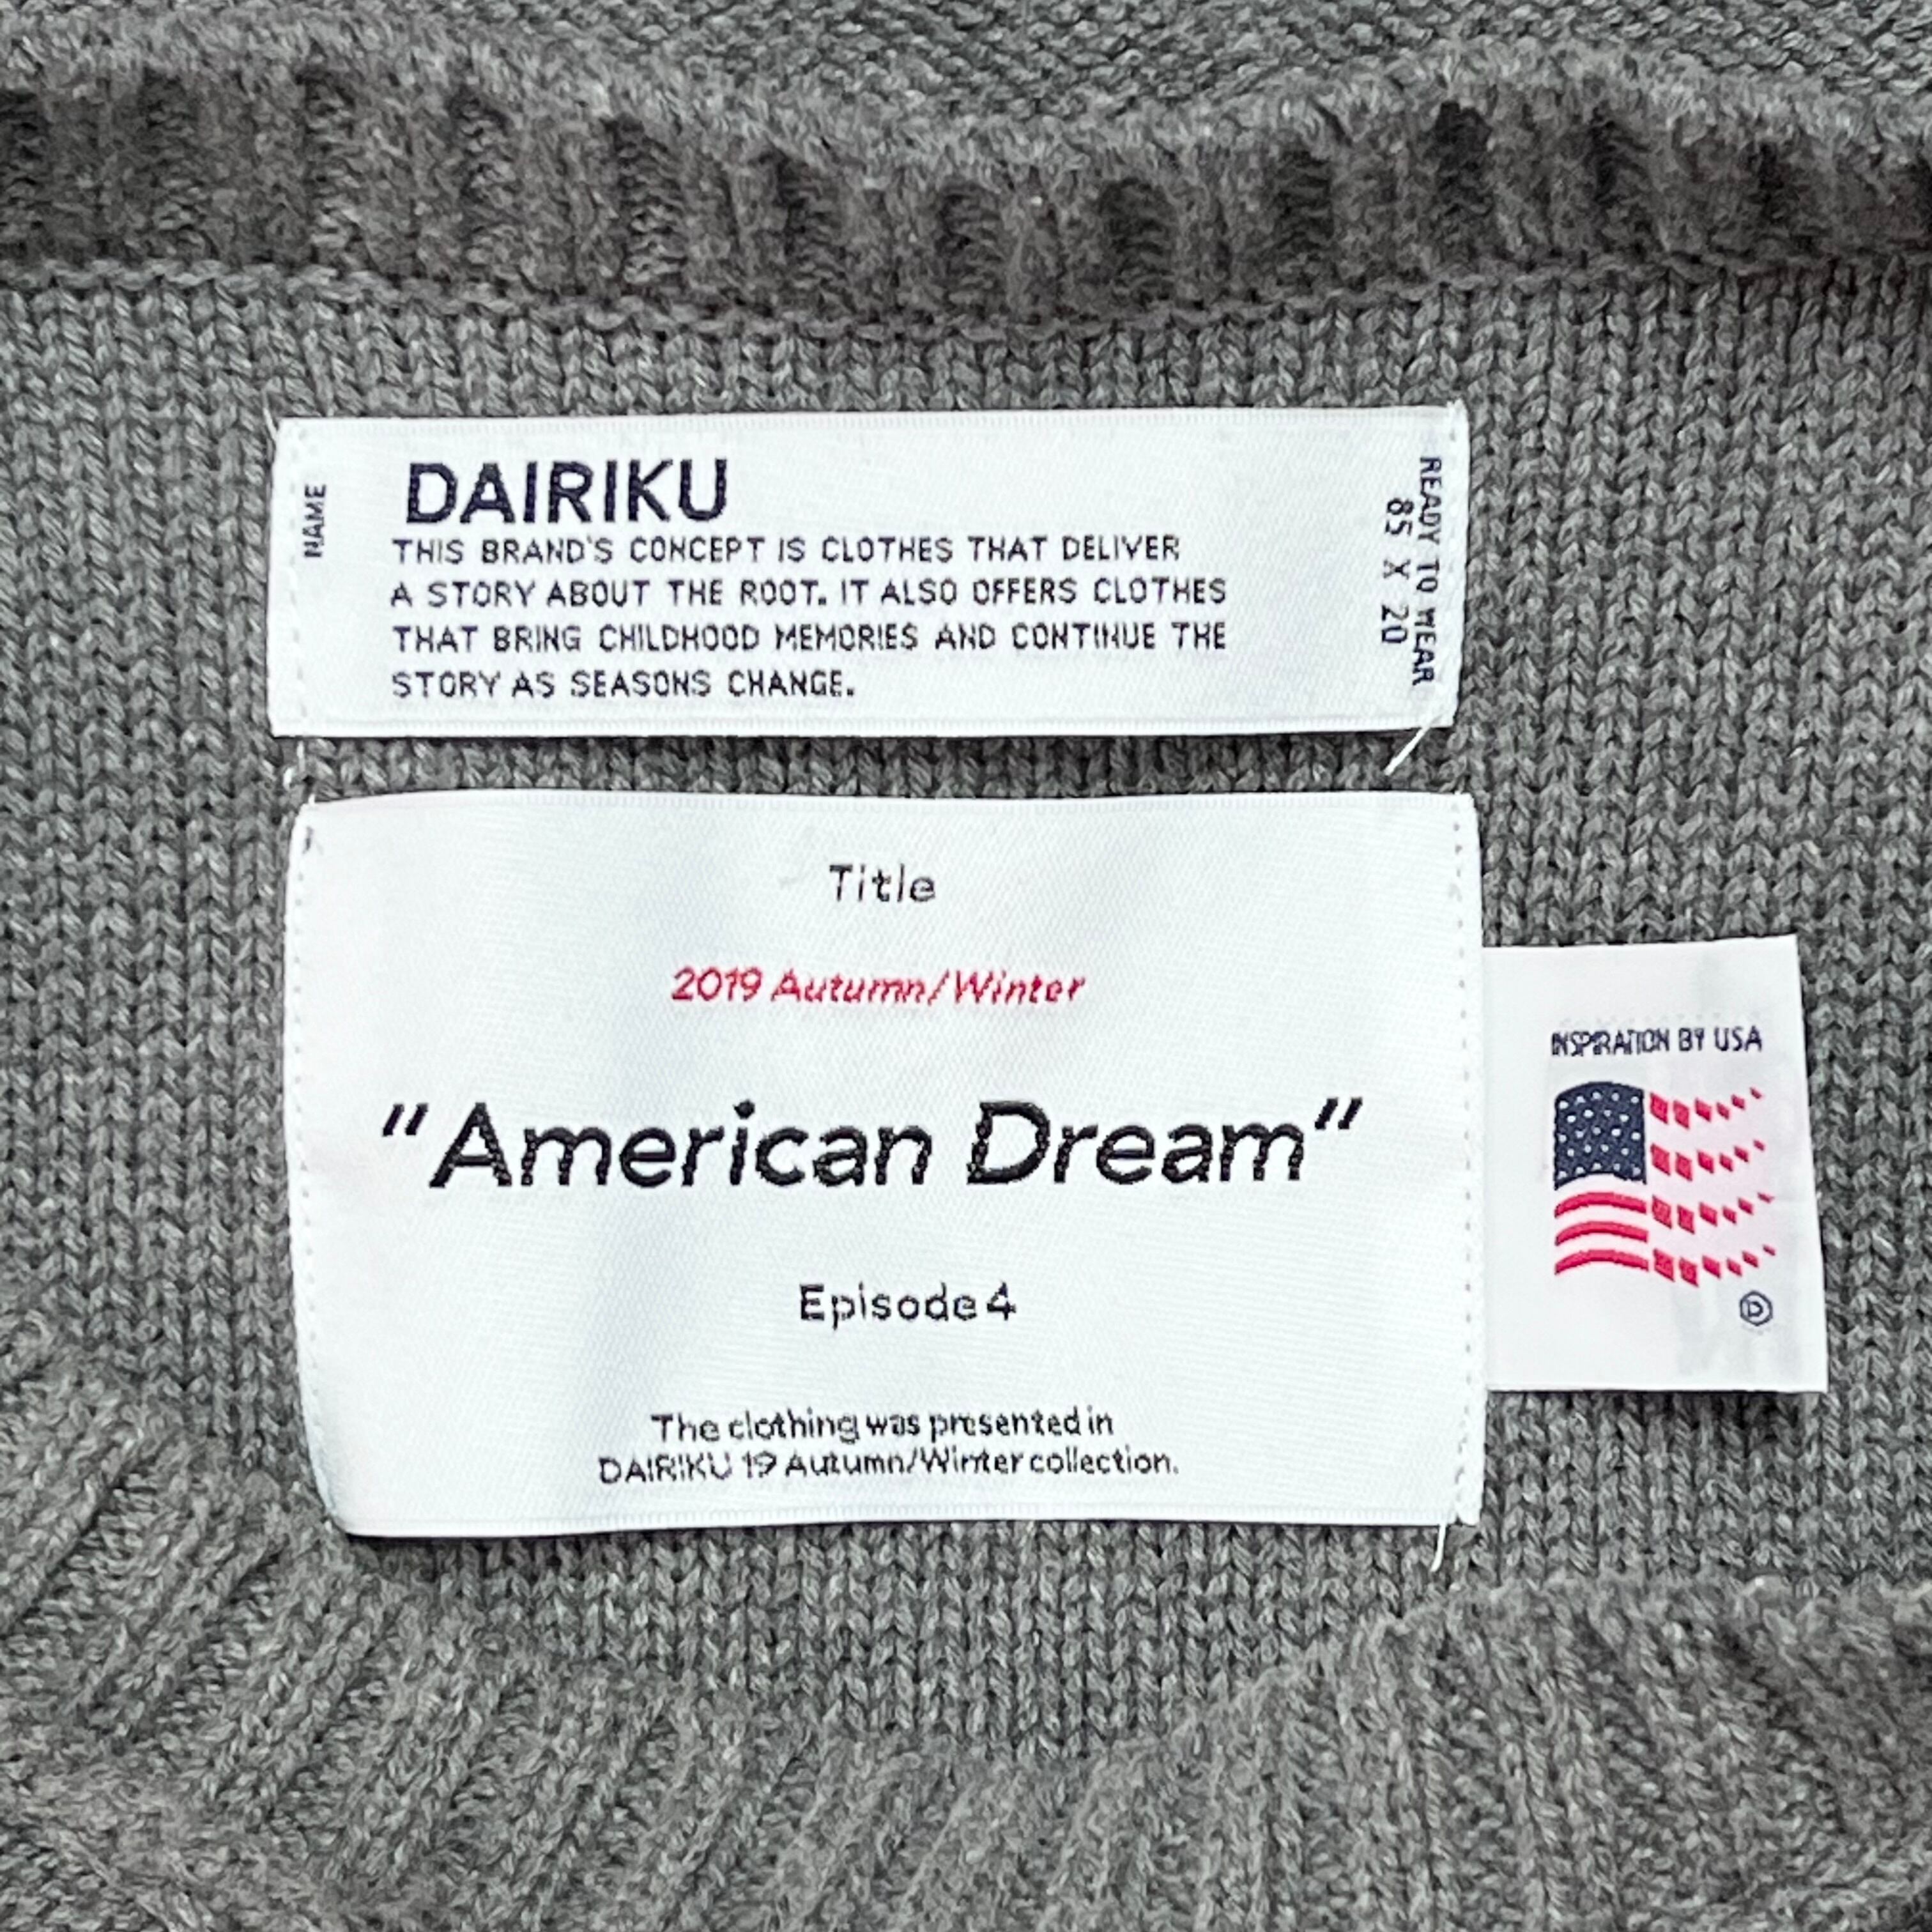 NAME
DAIRIKU
THIS BRAND'S CONCEPT IS CLOTHES THAT DELIVER
A STORY ABOUT THE ROOT. IT ALSO OFFERS CLOTHES
THAT BRING CHILDHOOD MEMORIES AND CONTINUE THE
STORY AS SEASONS CHANGE.
READY TO WEAR
85 X 20
Title
2019 Autumn/Winter
"American Dream"
Episode 4
The clothing was presented in
DAIRIKU 19 Autumn/Winter collection.
INSPIRATION BY USA
D